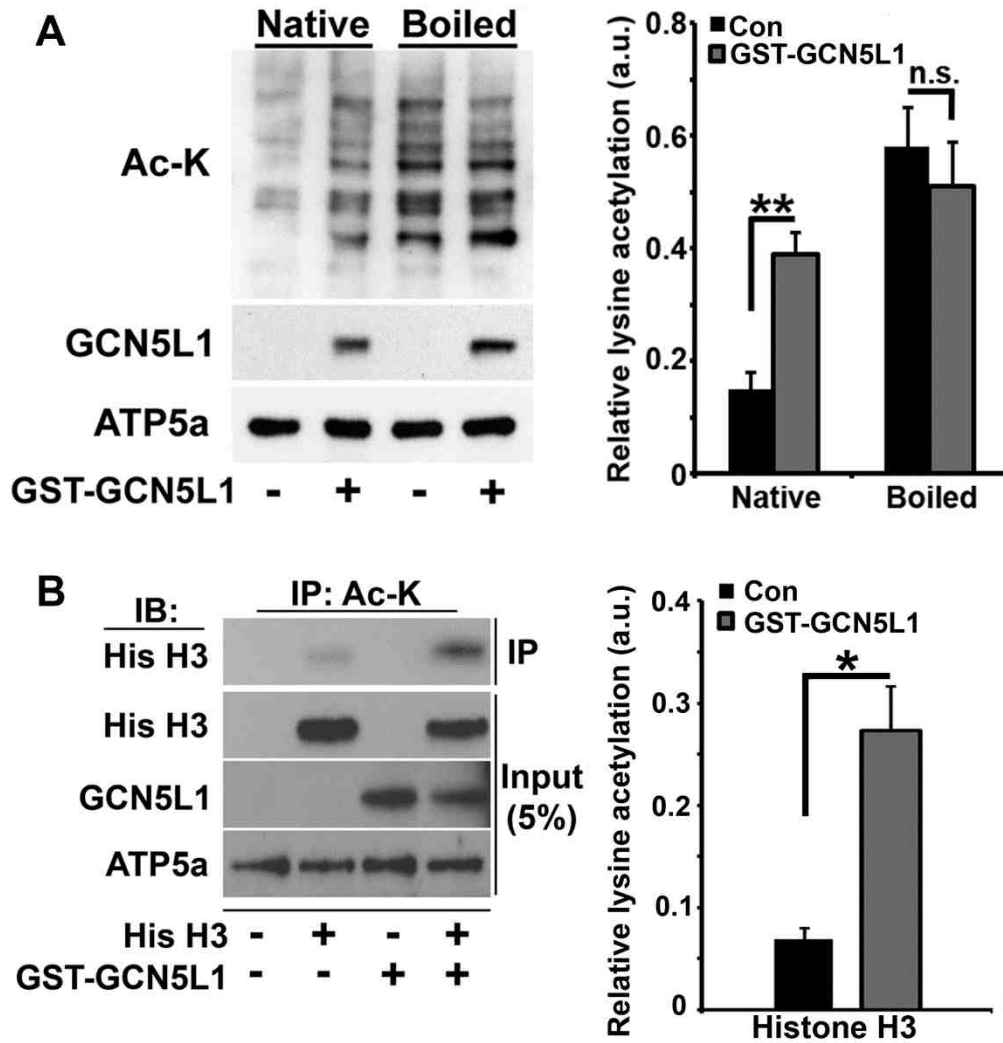 A
Native Boiled
Ac-K
GCN5L1
ATP5a
GST-GCN5L1 - + - +
Relative lysine acetylation (a.u.)
0.8
0.6
0.4
0.2
0
Con
GST-GCN5L1
**
n.s.
Native Boiled
B
IB:
IP: Ac-K
His H3
IP
His H3
GCN5L1
ATP5a
Input
(5%)
His H3 - + - +
GST-GCN5L1 - - + +
Relative lysine acetylation (a.u.)
0.4
0.3
0.2
0.1
0
Con
GST-GCN5L1
*
Histone H3